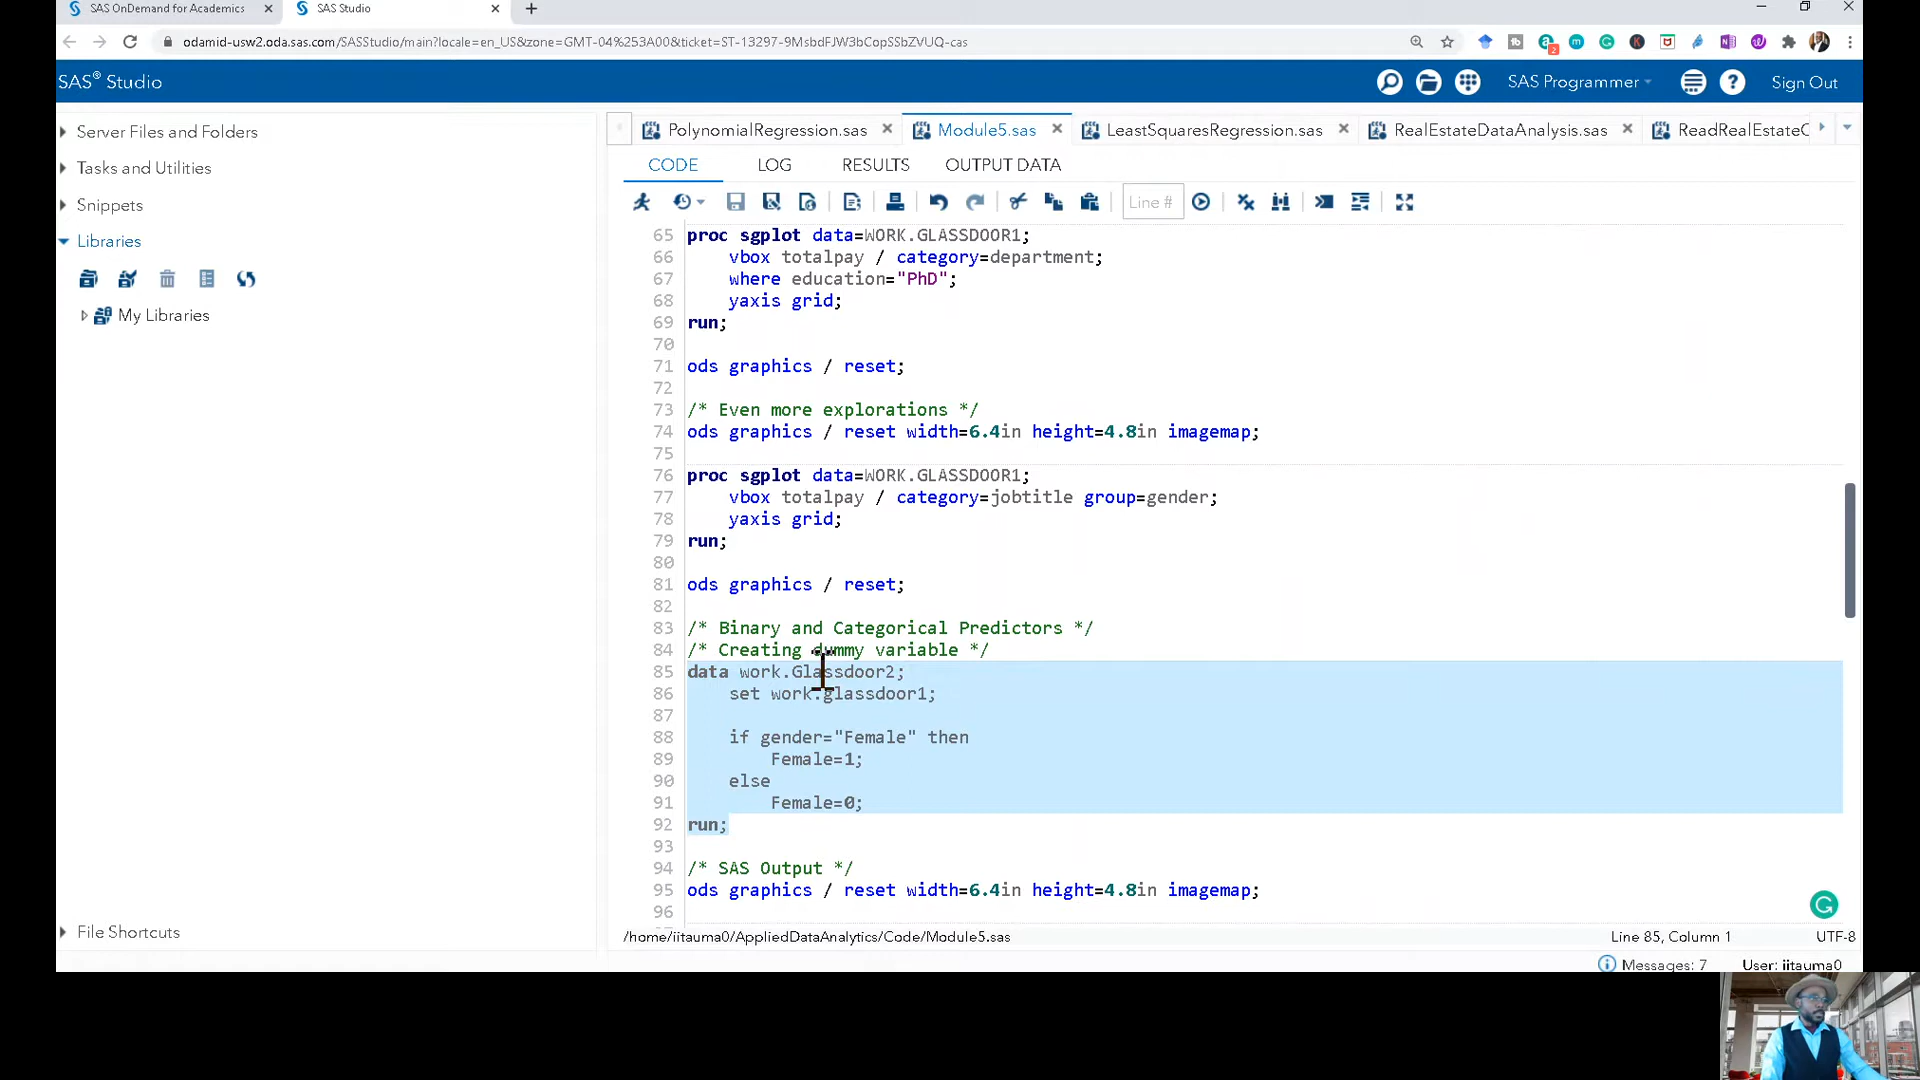 SAS OnDemand for Academics
SAS Studio
odamid-usw2.oda.sas.com/SASStudio/main?locale=en_US&zone=GMT-04%253A00&ticket=ST-13297-9MsbdFJW3bCopSSbZVUQ-cas
SAS® Studio
SAS Programmer
Sign Out
Server Files and Folders
Tasks and Utilities
Snippets
Libraries
My Libraries
File Shortcuts
PolynomialRegression.sas
Module5.sas
LeastSquaresRegression.sas
RealEstateDataAnalysis.sas
ReadRealEstateC
CODE
LOG
RESULTS
OUTPUT DATA
Line #
65 proc sgplot data=WORK.GLASSDOOR1;
66 vbox totalpay / category=department;
67 where education="PhD";
68 yaxis grid;
69 run;
70
71 ods graphics / reset;
72
73 /* Even more explorations */
74 ods graphics / reset width=6.4in height=4.8in imagemap;
75
76 proc sgplot data=WORK.GLASSDOOR1;
77 vbox totalpay / category=jobtitle group=gender;
78 yaxis grid;
79 run;
80
81 ods graphics / reset;
82
83 /* Binary and Categorical Predictors */
84 /* Creating dummy variable */
85 data work.Glassdoor2;
86 set work.glassdoor1;
87
88 if gender="Female" then
89 Female=1;
90 else
91 Female=0;
92 run;
93
94 /* SAS Output */
95 ods graphics / reset width=6.4in height=4.8in imagemap;
96
/home/iitauma0/AppliedDataAnalytics/Code/Module5.sas
Line 85, Column 1
UTF-8
Messages: 7
User: iitauma0